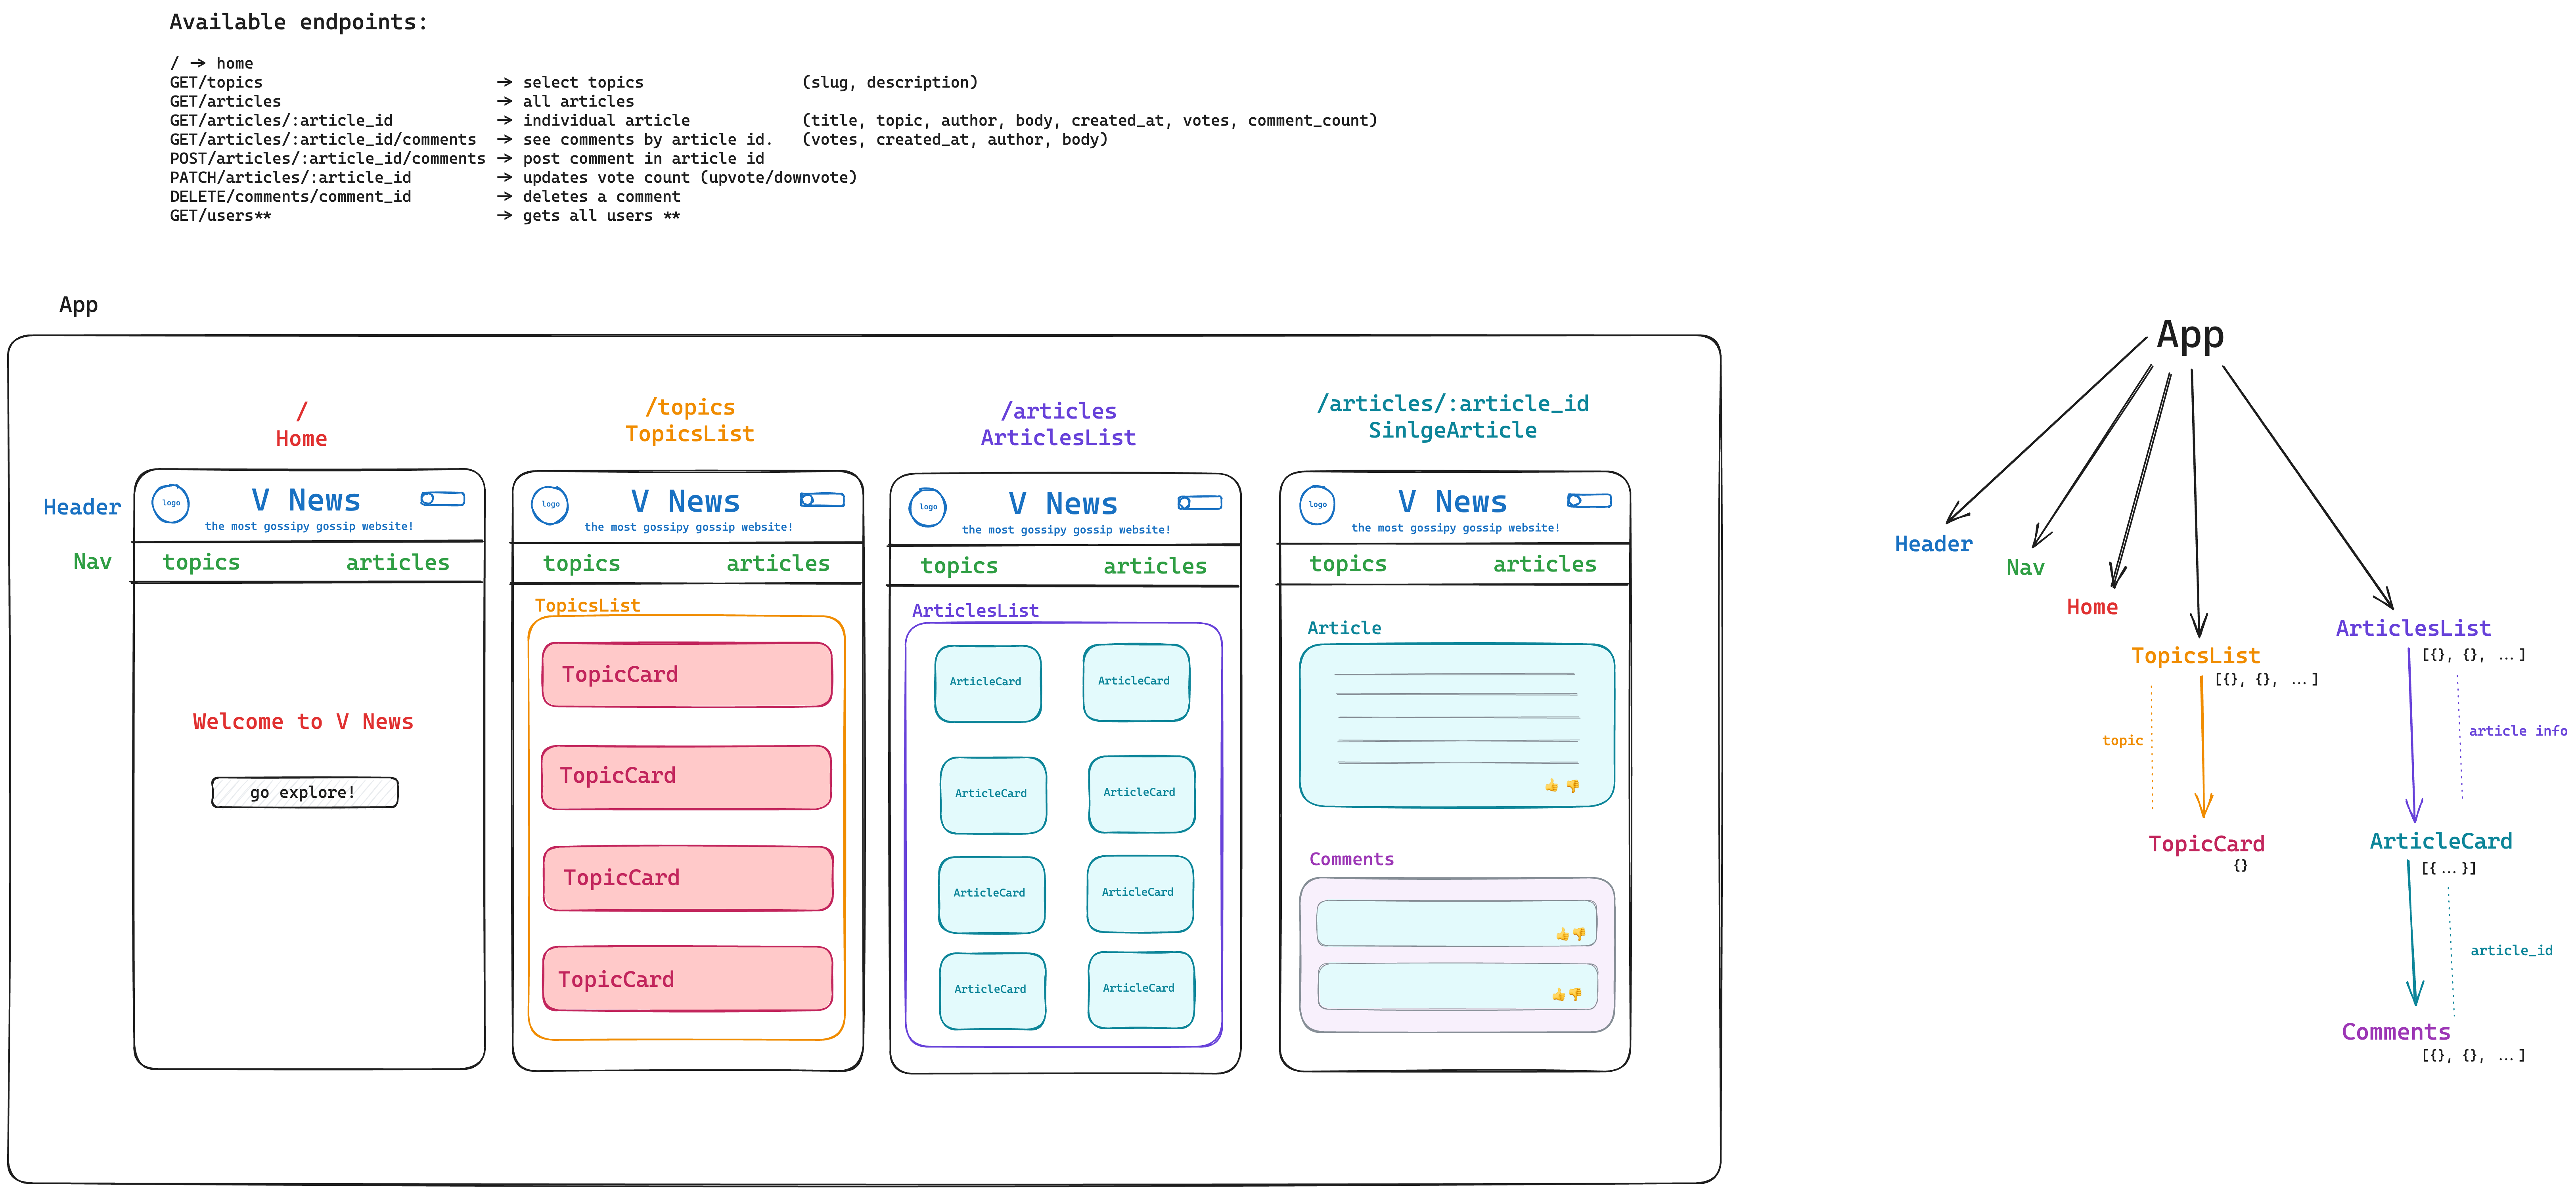 Available endpoints:
/ → home
GET/topics → select topics (slug, description)
GET/articles → all articles
GET/articles/:article_id → individual article (title, topic, author, body, created_at, votes, comment_count)
GET/articles/:article_id/comments → see comments by article id. (votes, created_at, author, body)
POST/articles/:article_id/comments → post comment in article id
PATCH/articles/:article_id → updates vote count (upvote/downvote)
DELETE/comments/comment_id → deletes a comment
GET/users** → gets all users **
App
/
Home
Header
logo
V News
the most gossipy gossip website!
Nav
topics articles
Welcome to V News
go explore!
/topics
TopicsList
logo
V News
the most gossipy gossip website!
topics articles
TopicsList
TopicCard
TopicCard
TopicCard
TopicCard
/articles
ArticlesList
logo
V News
the most gossipy gossip website!
topics articles
ArticlesList
ArticleCard ArticleCard
ArticleCard ArticleCard
ArticleCard ArticleCard
ArticleCard ArticleCard
/articles/:article_id
SinlgeArticle
logo
V News
the most gossipy gossip website!
topics articles
Article
👍 👎
Comments
👍👎
👍👎
App
Header
Nav
Home
TopicsList
[{}, {}, ...]
topic
TopicCard
{}
ArticlesList
[{}, {}, ...]
article info
ArticleCard
[{...}]
article_id
Comments
[{}, {}, ...]